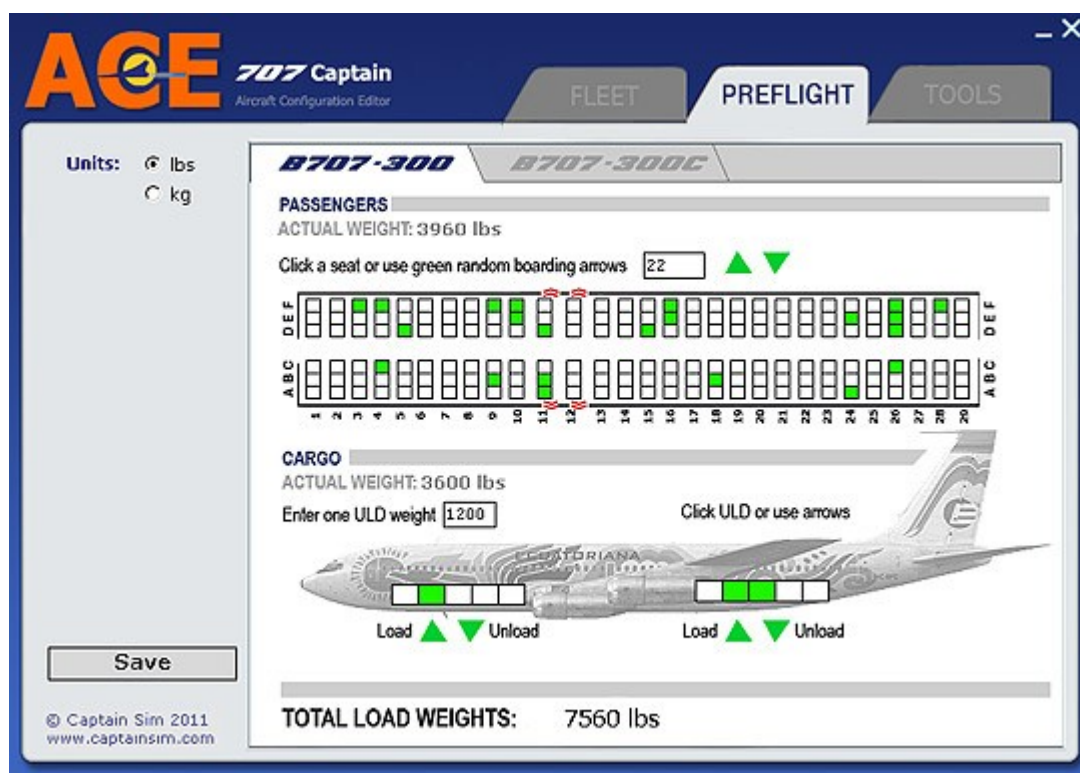 ACE 707 Captain
Aircraft Configuration Editor
FLEET PREFLIGHT TOOLS
Units: lbs
kg
B707-300 B707-300C
PASSENGERS
ACTUAL WEIGHT: 3960 lbs
Click a seat or use green random boarding arrows 22
D E F D E F
A B C A B C
1 2 3 4 5 6 7 8 9 10 11 12 13 14 15 16 17 18 19 20 21 22 23 24 25 26 27 28 29
CARGO
ACTUAL WEIGHT: 3600 lbs
Enter one ULD weight 1200 Click ULD or use arrows
ECUATORIANA
Load Unload Load Unload
Save
TOTAL LOAD WEIGHTS: 7560 lbs
© Captain Sim 2011
www.captainsim.com